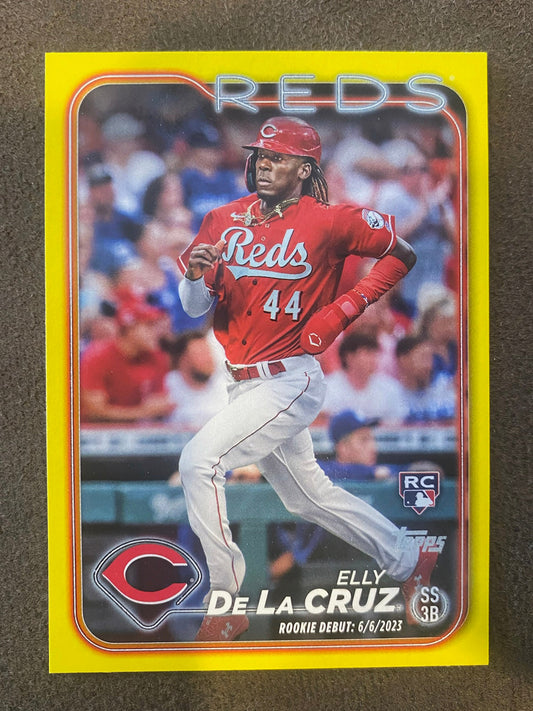 REDS
Reds
44
RC
Topps
ELLY
DE LA CRUZ
SS
3B
ROOKIE DEBUT: 6/6/2023